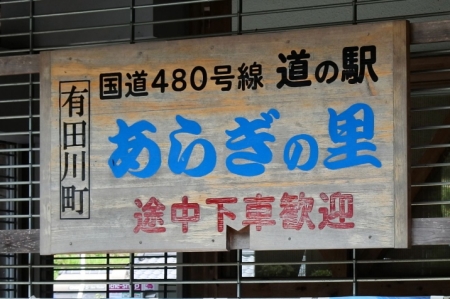 国道480号線 道の駅
有田川町
あらぎの里
途中下車歓迎